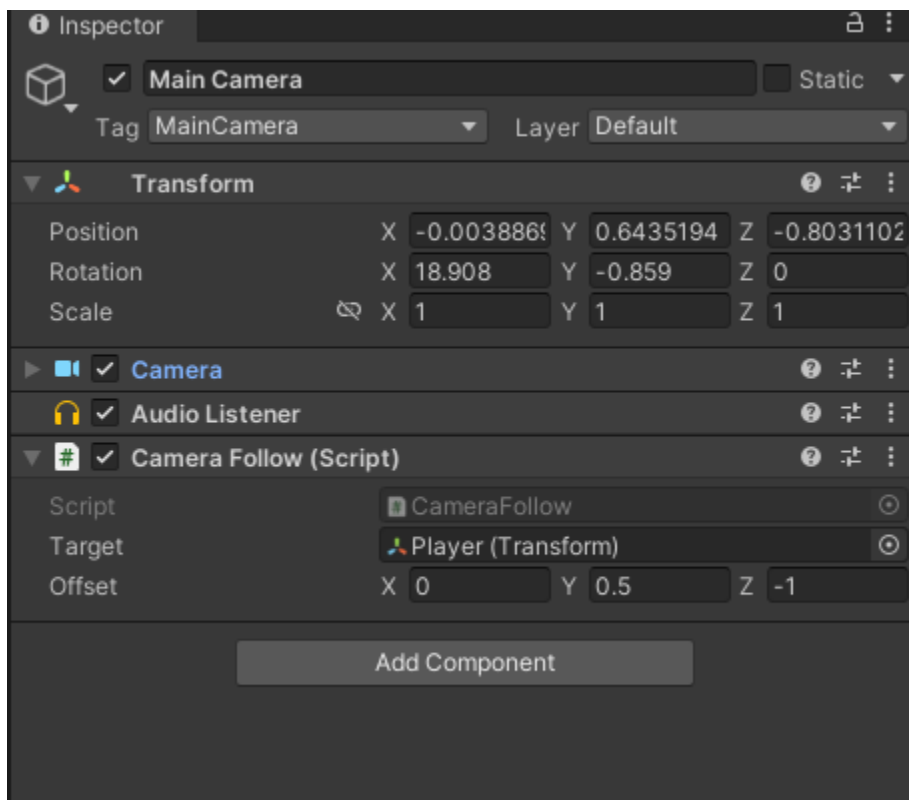 Inspector
Main Camera Static
Tag MainCamera Layer Default
Transform
Position X -0.0038869 Y 0.6435194 Z -0.8031102
Rotation X 18.908 Y -0.859 Z 0
Scale X 1 Y 1 Z 1
Camera
Audio Listener
# Camera Follow (Script)
Script # CameraFollow
Target Player (Transform)
Offset X 0 Y 0.5 Z -1
Add Component